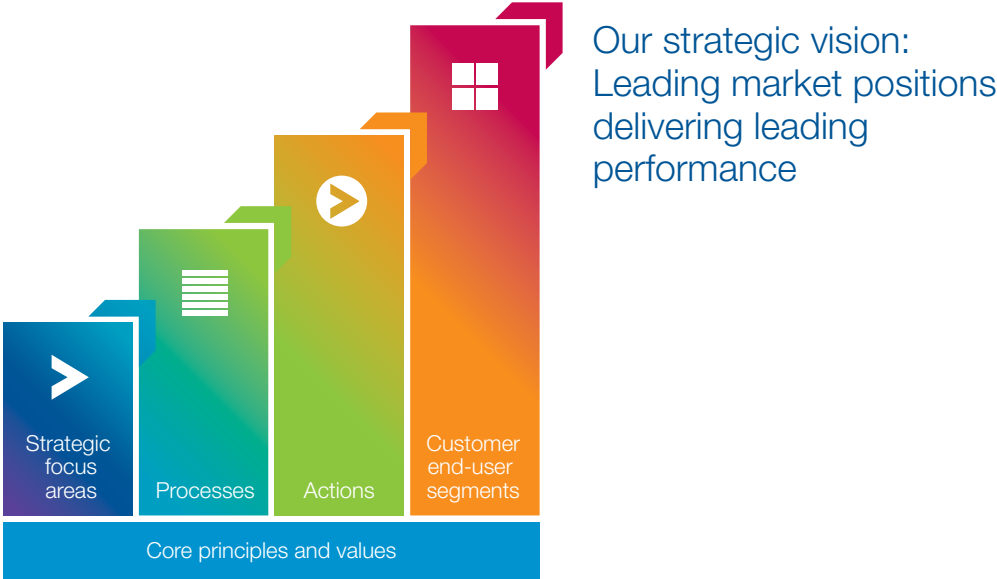 Our strategic vision:
Leading market positions
delivering leading
performance
Strategic
focus
areas
Processes
Actions
Customer
end-user
segments
Core principles and values